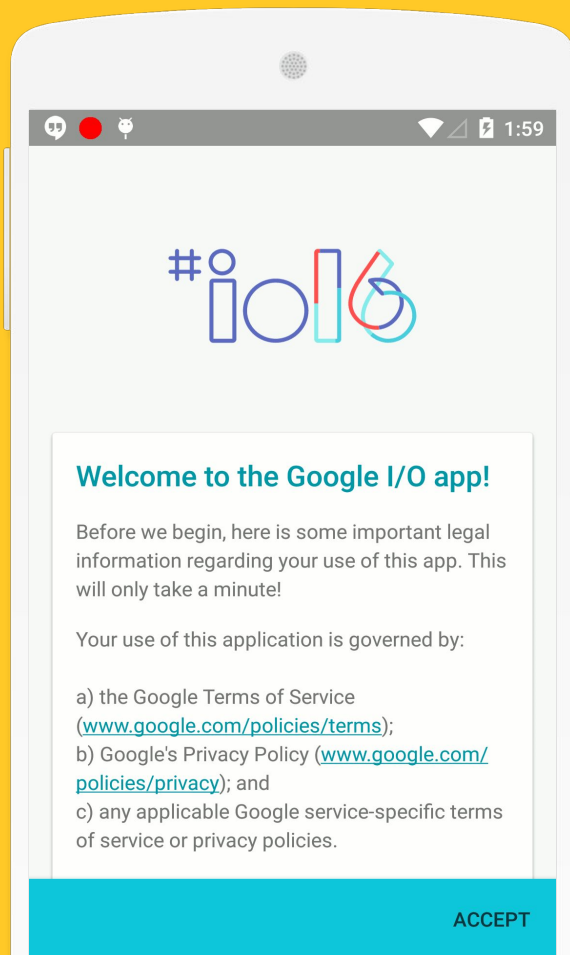 1:59
#io16
Welcome to the Google I/O app!
Before we begin, here is some important legal
information regarding your use of this app. This
will only take a minute!
Your use of this application is governed by:
a) the Google Terms of Service
(www.google.com/policies/terms);
b) Google's Privacy Policy (www.google.com/
policies/privacy); and
c) any applicable Google service-specific terms
of service or privacy policies.
ACCEPT